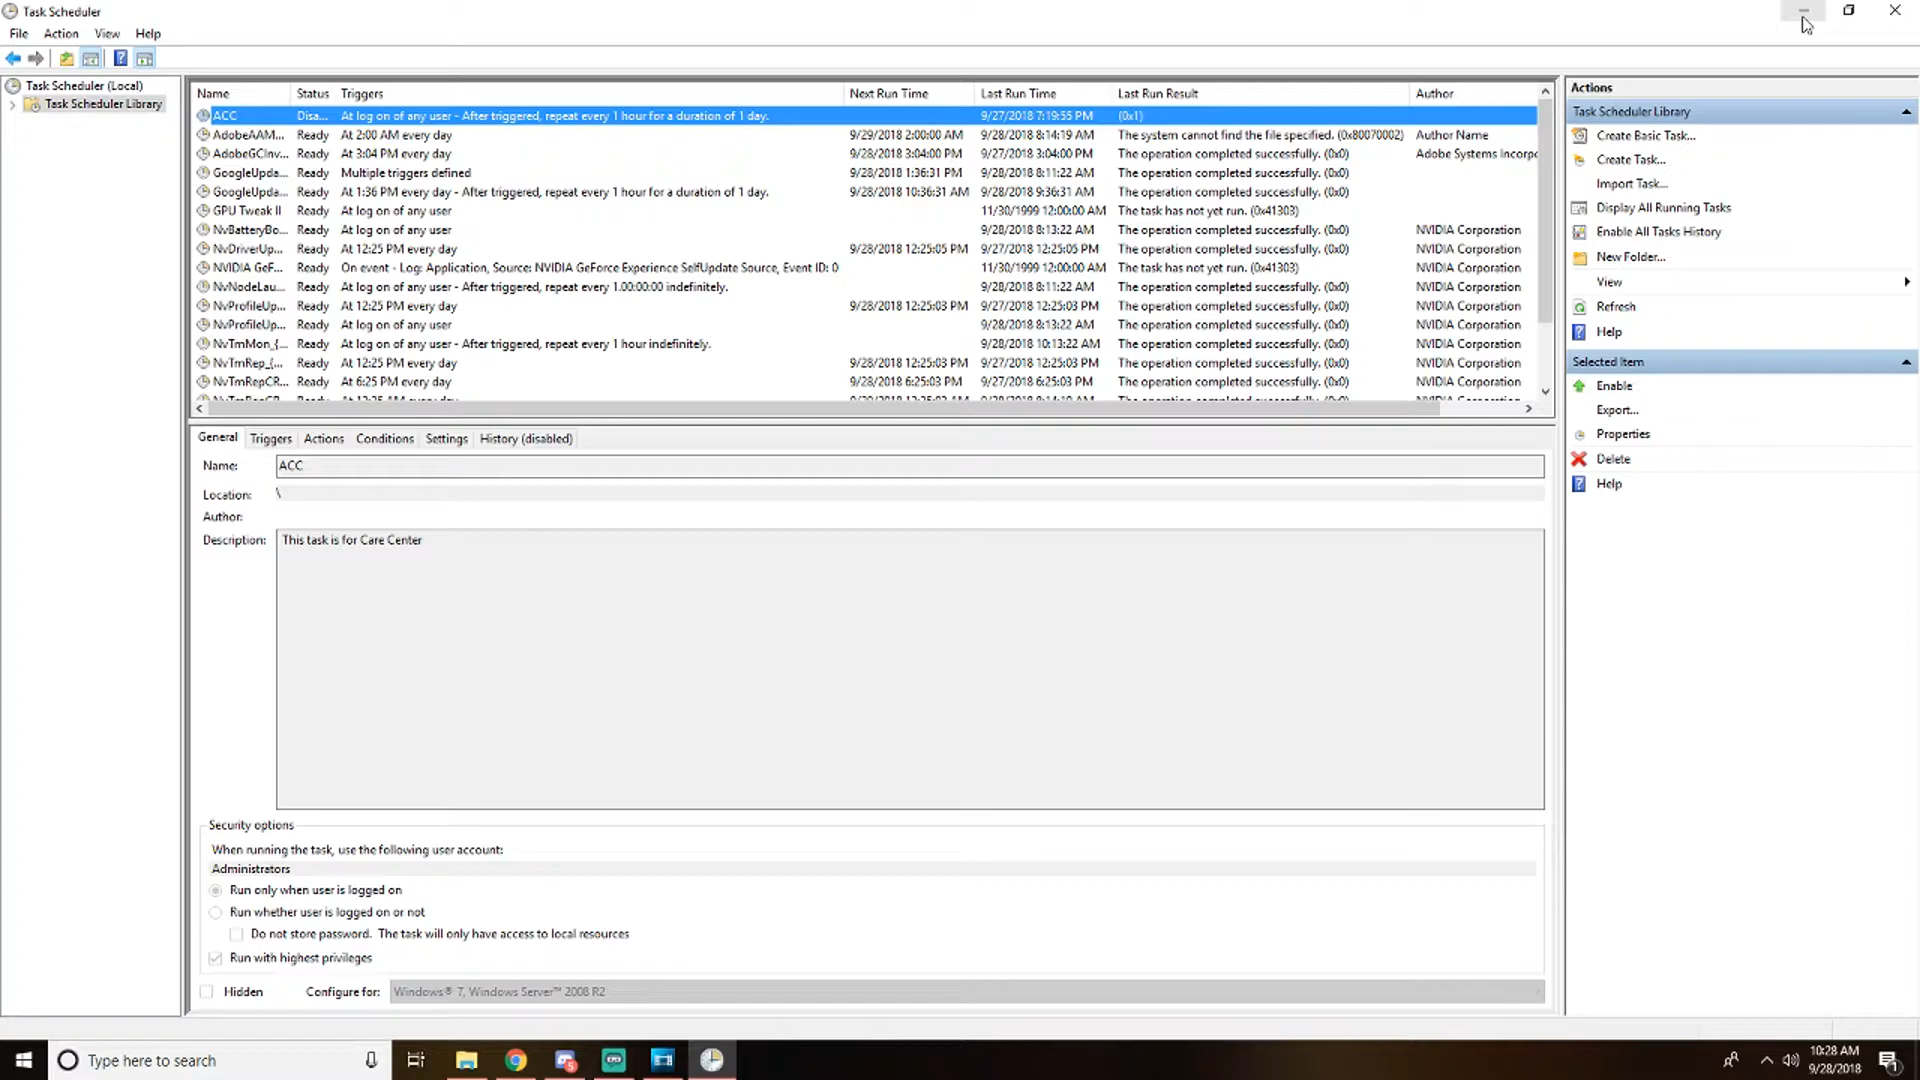 Task Scheduler
File Action View Help
Task Scheduler (Local)
Task Scheduler Library
Name Status Triggers Next Run Time Last Run Time Last Run Result Author
ACC Disa... At log on of any user - After triggered, repeat every 1 hour for a duration of 1 day. 9/27/2018 7:19:55 PM (0x1)
AdobeAAM... Ready At 2:00 AM every day 9/29/2018 2:00:00 AM 9/28/2018 8:14:19 AM The system cannot find the file specified. (0x80070002) Author Name
AdobeGCInv... Ready At 3:04 PM every day 9/28/2018 3:04:00 PM 9/27/2018 3:04:00 PM The operation completed successfully. (0x0) Adobe Systems Incorpo
GoogleUpda... Ready Multiple triggers defined 9/28/2018 1:36:31 PM 9/28/2018 8:11:22 AM The operation completed successfully. (0x0)
GoogleUpda... Ready At 1:36 PM every day - After triggered, repeat every 1 hour for a duration of 1 day. 9/28/2018 10:36:31 AM 9/28/2018 9:36:31 AM The operation completed successfully. (0x0)
GPU Tweak II Ready At log on of any user 11/30/1999 12:00:00 AM The task has not yet run. (0x41303)
NvBatteryBo... Ready At log on of any user 9/28/2018 8:13:22 AM The operation completed successfully. (0x0) NVIDIA Corporation
NvDriverUp... Ready At 12:25 PM every day 9/28/2018 12:25:05 PM 9/27/2018 12:25:05 PM The operation completed successfully. (0x0) NVIDIA Corporation
NVIDIA GeF... Ready On event - Log: Application, Source: NVIDIA GeForce Experience SelfUpdate Source, Event ID: 0 11/30/1999 12:00:00 AM The task has not yet run. (0x41303) NVIDIA Corporation
NvNodeLau... Ready At log on of any user - After triggered, repeat every 1.00:00:00 indefinitely. 9/28/2018 8:11:22 AM The operation completed successfully. (0x0) NVIDIA Corporation
NvProfileUp... Ready At 12:25 PM every day 9/28/2018 12:25:03 PM 9/27/2018 12:25:03 PM The operation completed successfully. (0x0) NVIDIA Corporation
NvProfileUp... Ready At log on of any user 9/28/2018 8:13:22 AM The operation completed successfully. (0x0) NVIDIA Corporation
NvTmMon_{... Ready At log on of any user - After triggered, repeat every 1 hour indefinitely. 9/28/2018 10:13:22 AM The operation completed successfully. (0x0) NVIDIA Corporation
NvTmRep_{... Ready At 12:25 PM every day 9/28/2018 12:25:03 PM 9/27/2018 12:25:03 PM The operation completed successfully. (0x0) NVIDIA Corporation
NvTmRepCR... Ready At 6:25 PM every day 9/28/2018 6:25:03 PM 9/27/2018 6:25:03 PM The operation completed successfully. (0x0) NVIDIA Corporation
General Triggers Actions Conditions Settings History (disabled)
Name: ACC
Location: \
Author:
Description: This task is for Care Center
Security options
When running the task, use the following user account:
Administrators
Run only when user is logged on
Run whether user is logged on or not
Do not store password. The task will only have access to local resources
Run with highest privileges
Hidden Configure for: Windows® 7, Windows Server™ 2008 R2
Actions
Task Scheduler Library
Create Basic Task...
Create Task...
Import Task...
Display All Running Tasks
Enable All Tasks History
New Folder...
View
Refresh
Help
Selected Item
Enable
Export...
Properties
Delete
Help
Type here to search
10:28 AM
9/28/2018
1